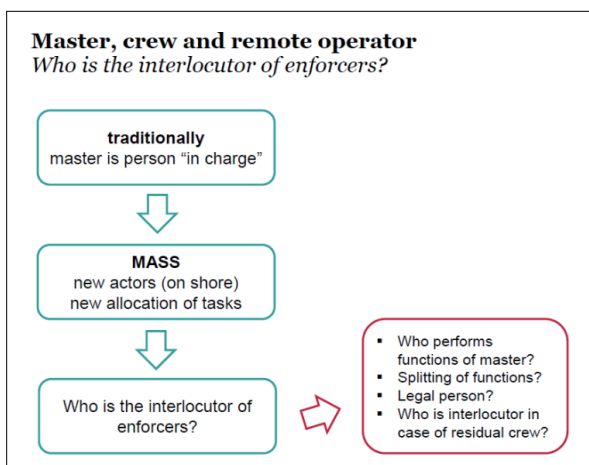 Master, crew and remote operator
Who is the interlocutor of enforcers?
traditionally
master is person “in charge”
MASS
new actors (on shore)
new allocation of tasks
Who is the interlocutor of
enforcers?
▪ Who performs
functions of master?
▪ Splitting of functions?
▪ Legal person?
▪ Who is interlocutor in
case of residual crew?